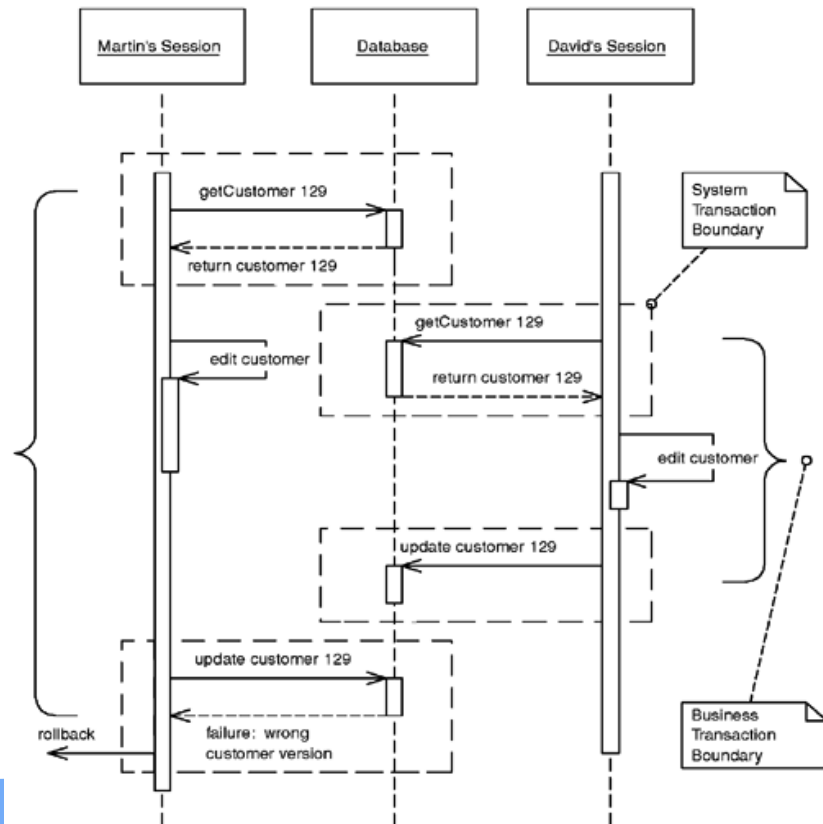 Martin's Session
Database
David's Session
getCustomer 129
return customer 129
System
Transaction
Boundary
getCustomer 129
edit customer
return customer 129
edit customer
update customer 129
update customer 129
failure: wrong
customer version
rollback
Business
Transaction
Boundary